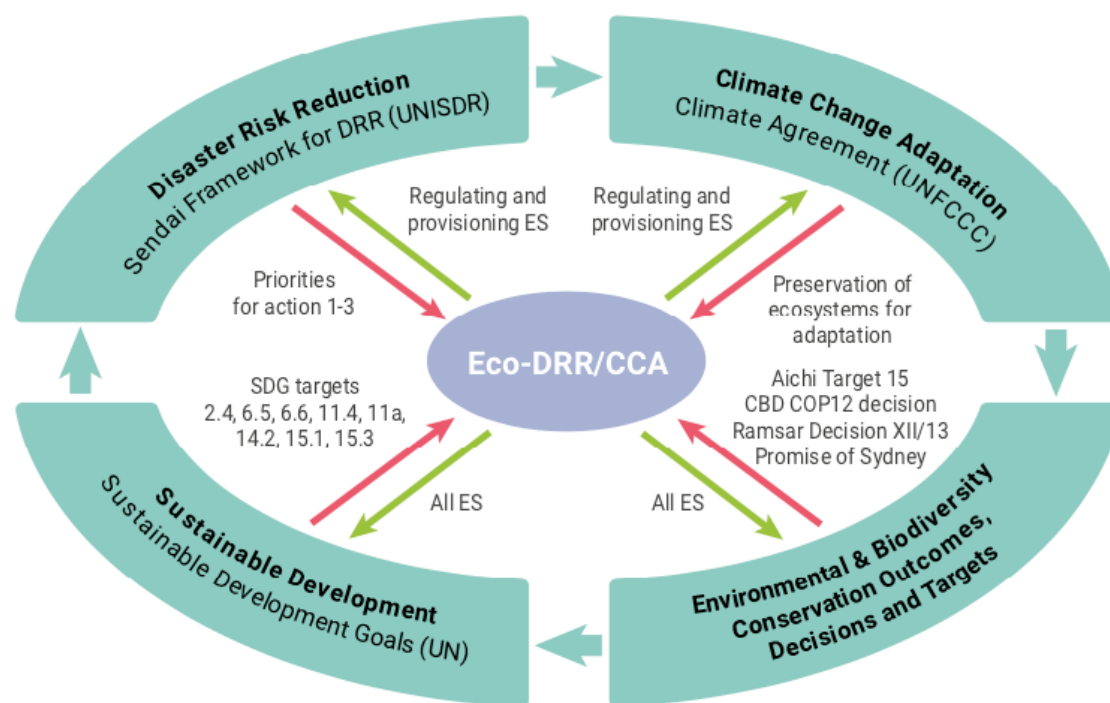 Disaster Risk Reduction
Sendai Framework for DRR (UNISDR)
Climate Change Adaptation
Climate Agreement (UNFCCC)
Regulating and
provisioning ES
Regulating and
provisioning ES
Priorities
for action 1-3
Preservation of
ecosystems for
adaptation
Eco-DRR/CCA
SDG targets
2.4, 6.5, 6.6, 11.4, 11a,
14.2, 15.1, 15.3
Aichi Target 15
CBD COP12 decision
Ramsar Decision XII/13
Promise of Sydney
All ES
All ES
Sustainable Development
Sustainable Development Goals (UN)
Environmental & Biodiversity
Conservation Outcomes,
Decisions and Targets